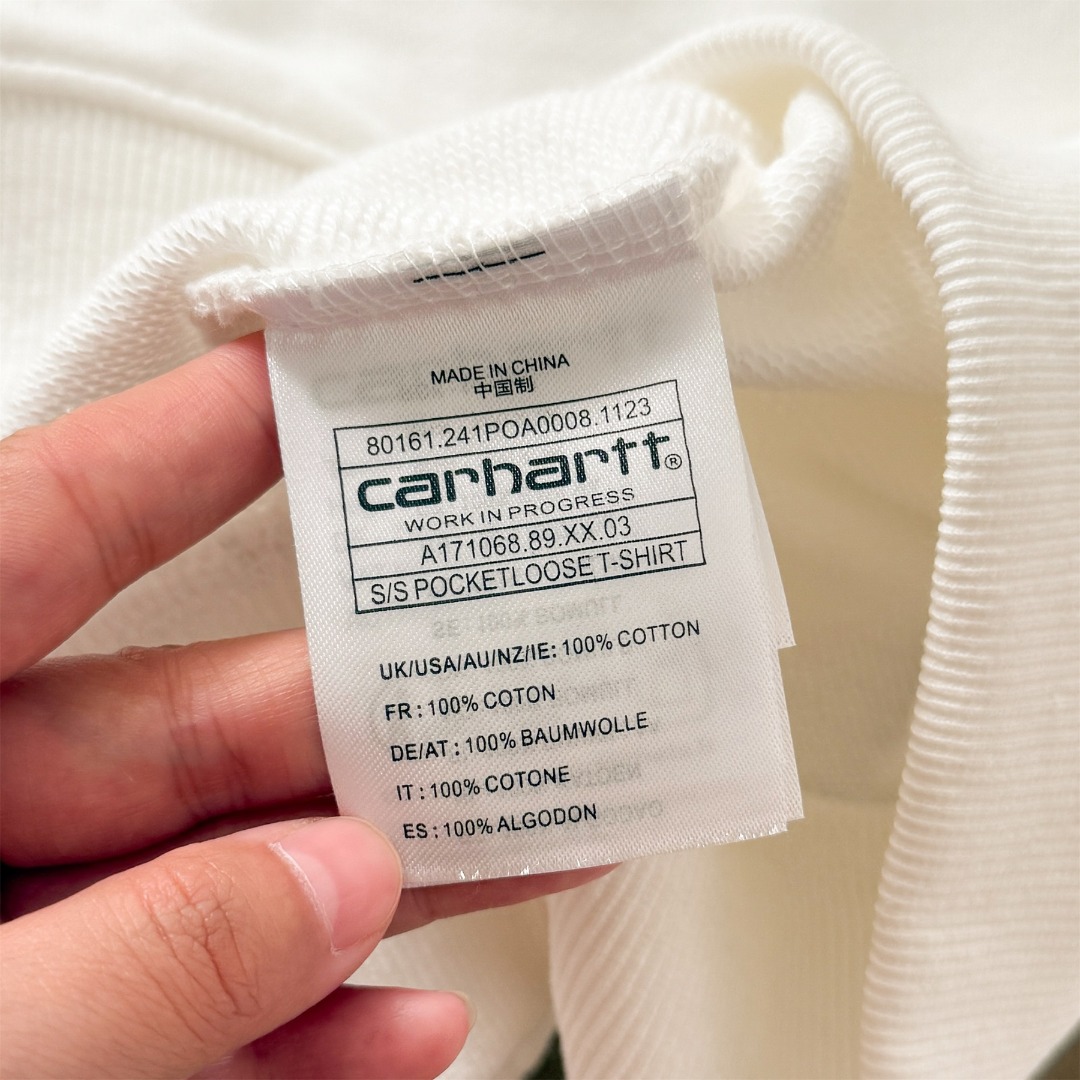 MADE IN CHINA
中国制
80161.241POA0008.1123
carhartt®
WORK IN PROGRESS
A171068.89.XX.03
S/S POCKETLOOSE T-SHIRT
UK/USA/AU/NZ/IE: 100% COTTON
FR : 100% COTON
DE/AT : 100% BAUMWOLLE
IT : 100% COTONE
ES : 100% ALGODON